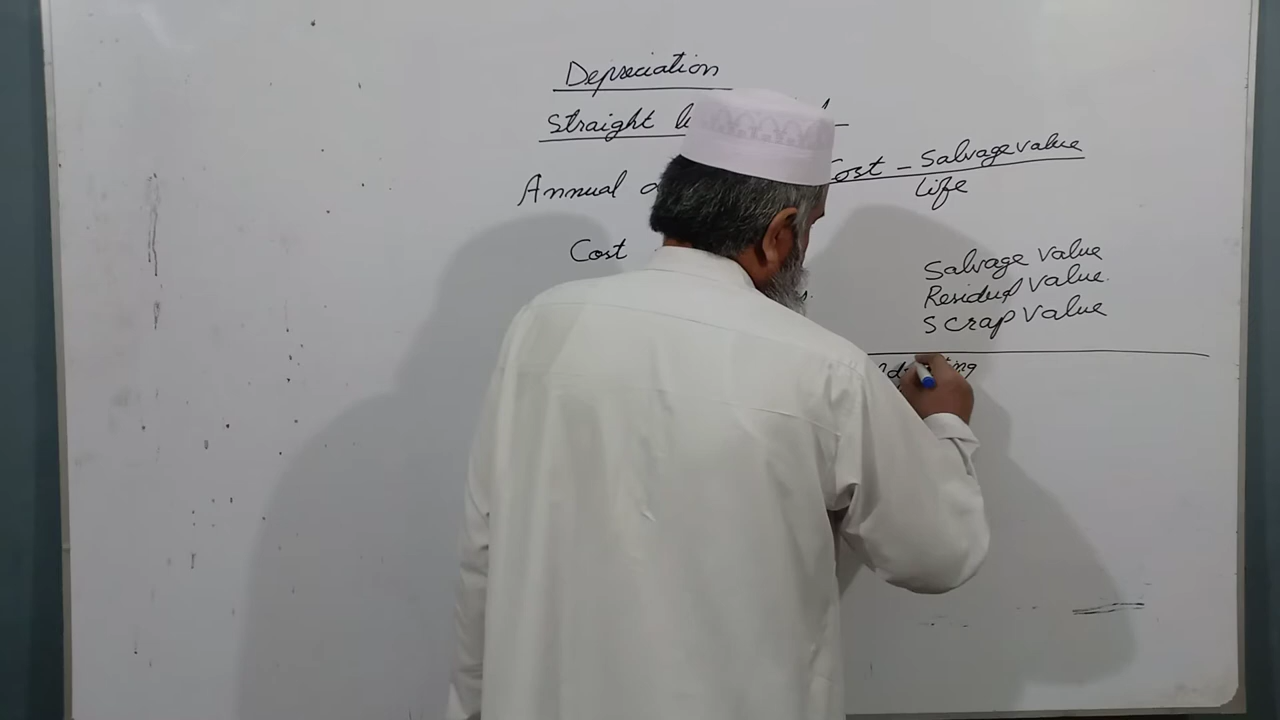 Depreciation
Straight
Annual
Cost - Salvage value
Life
Cost
Salvage value
Residual value.
Scrap value